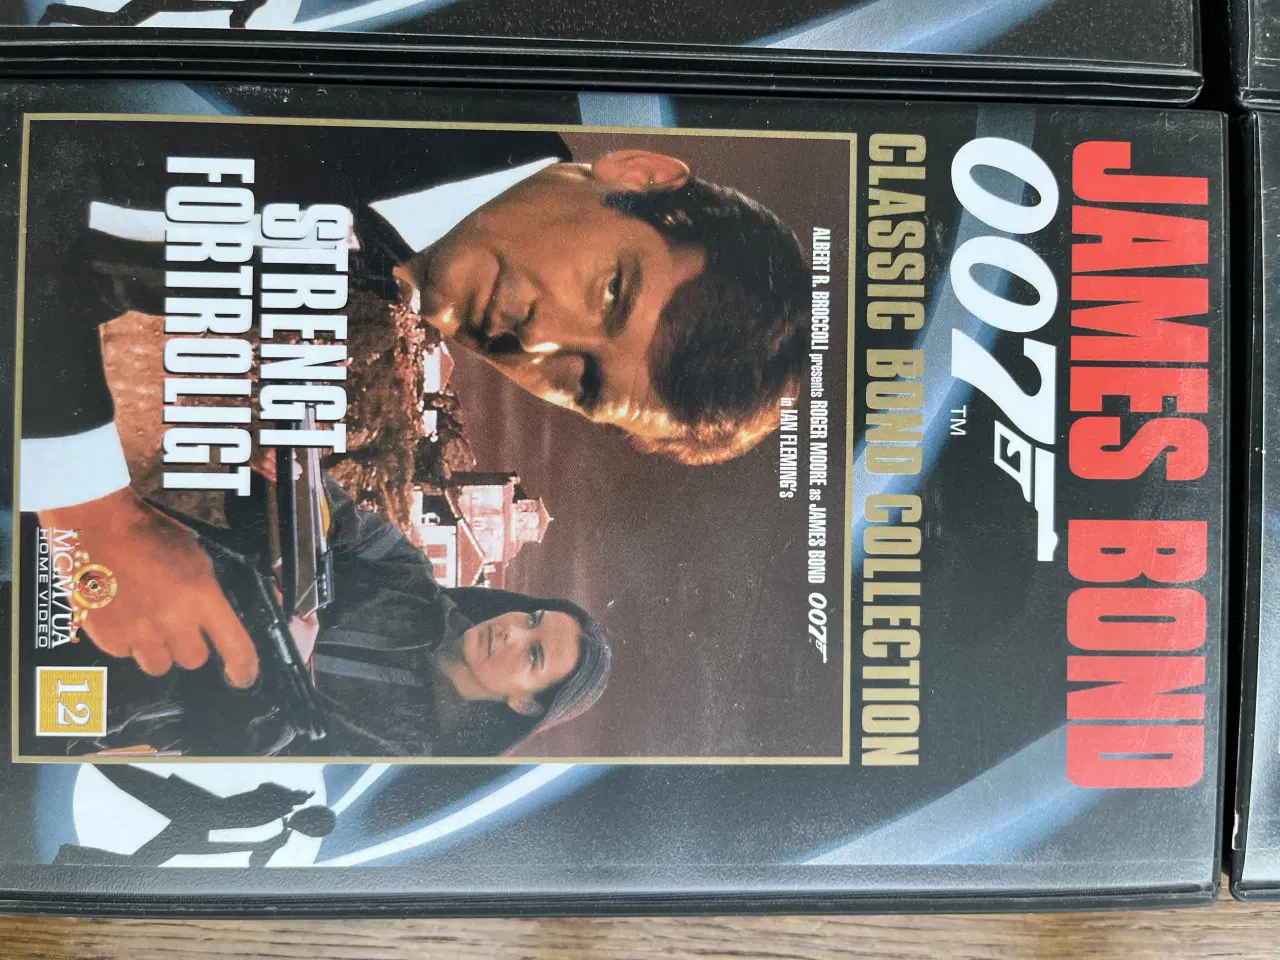 JAMES BOND
007
TM
CLASSIC BOND COLLECTION
ALBERT R. BROCCOLI presents ROGER MOORE as JAMES BOND 007
in IAN FLEMING's
STRENGT
FORTROLIGT
MGM/UA
HOME VIDEO
12